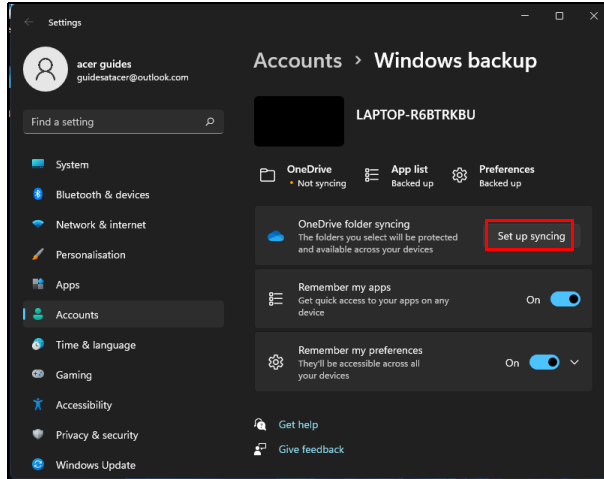 Settings
acer guides
guidesatacer@outlook.com
Find a setting
System
Bluetooth & devices
Network & internet
Personalisation
Apps
Accounts
Time & language
Gaming
Accessibility
Privacy & security
Windows Update
Accounts > Windows backup
LAPTOP-R6BTRKBU
OneDrive
• Not syncing
App list
Backed up
Preferences
Backed up
OneDrive folder syncing
The folders you select will be protected
and available across your devices
Set up syncing
Remember my apps
Get quick access to your apps on any
device
On
Remember my preferences
They'll be accessible across all
your devices
On
Get help
Give feedback